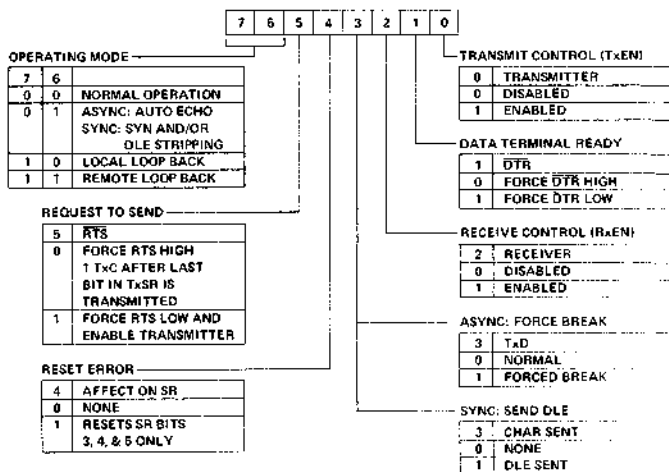 7 6 5 4 3 2 1 0
OPERATING MODE
7 6
0 0 NORMAL OPERATION
0 1 ASYNC: AUTO ECHO
SYNC: SYN AND/OR
DLE STRIPPING
1 0 LOCAL LOOP BACK
1 1 REMOTE LOOP BACK
REQUEST TO SEND
5 RTS
0 FORCE RTS HIGH
1 TxC AFTER LAST
BIT IN TxSR IS
TRANSMITTED
1 FORCE RTS LOW AND
ENABLE TRANSMITTER
RESET ERROR
4 AFFECT ON SR
0 NONE
1 RESETS SR BITS
3, 4, & 5 ONLY
TRANSMIT CONTROL (TxEN)
0 TRANSMITTER
0 DISABLED
1 ENABLED
DATA TERMINAL READY
1 DTR
0 FORCE DTR HIGH
1 FORCE DTR LOW
RECEIVE CONTROL (RxEN)
2 RECEIVER
0 DISABLED
1 ENABLED
ASYNC: FORCE BREAK
3 TxD
0 NORMAL
1 FORCED BREAK
SYNC: SEND DLE
3 CHAR SENT
0 NONE
1 DLE SENT